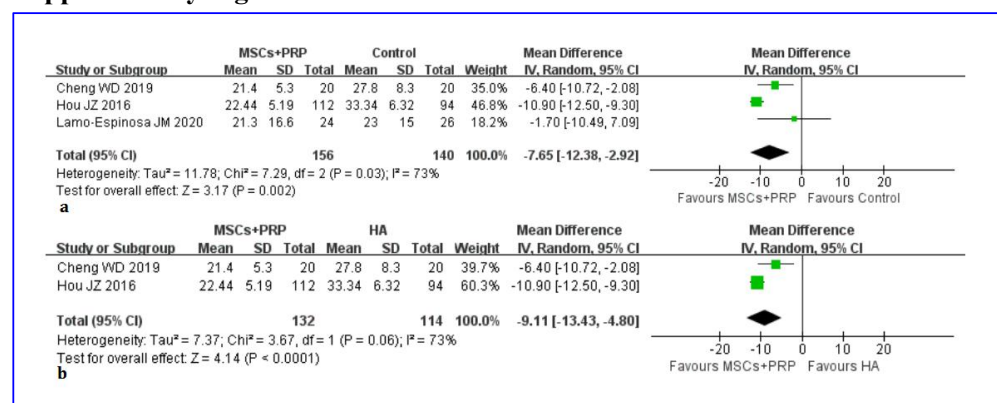 MSCs+PRP Control Mean Difference Mean Difference
Study or Subgroup Mean SD Total Mean SD Total Weight IV, Random, 95% CI IV, Random, 95% CI
Cheng WD 2019 21.4 5.3 20 27.8 8.3 20 35.0% -6.40 [-10.72, -2.08]
Hou JZ 2016 22.44 5.19 112 33.34 6.32 94 46.8% -10.90 [-12.50, -9.30]
Lamo-Espinosa JM 2020 21.3 16.6 24 23 15 26 18.2% -1.70 [-10.49, 7.09]
Total (95% CI) 156 140 100.0% -7.65 [-12.38, -2.92]
Heterogeneity: Tau² = 11.78; Chi² = 7.29, df = 2 (P = 0.03); I² = 73%
Test for overall effect: Z = 3.17 (P = 0.002)
-20 -10 0 10 20
Favours MSCs+PRP Favours Control
a
MSCs+PRP HA Mean Difference Mean Difference
Study or Subgroup Mean SD Total Mean SD Total Weight IV, Random, 95% CI IV, Random, 95% CI
Cheng WD 2019 21.4 5.3 20 27.8 8.3 20 39.7% -6.40 [-10.72, -2.08]
Hou JZ 2016 22.44 5.19 112 33.34 6.32 94 60.3% -10.90 [-12.50, -9.30]
Total (95% CI) 132 114 100.0% -9.11 [-13.43, -4.80]
Heterogeneity: Tau² = 7.37; Chi² = 3.67, df = 1 (P = 0.06); I² = 73%
Test for overall effect: Z = 4.14 (P < 0.0001)
-20 -10 0 10 20
Favours MSCs+PRP Favours HA
b